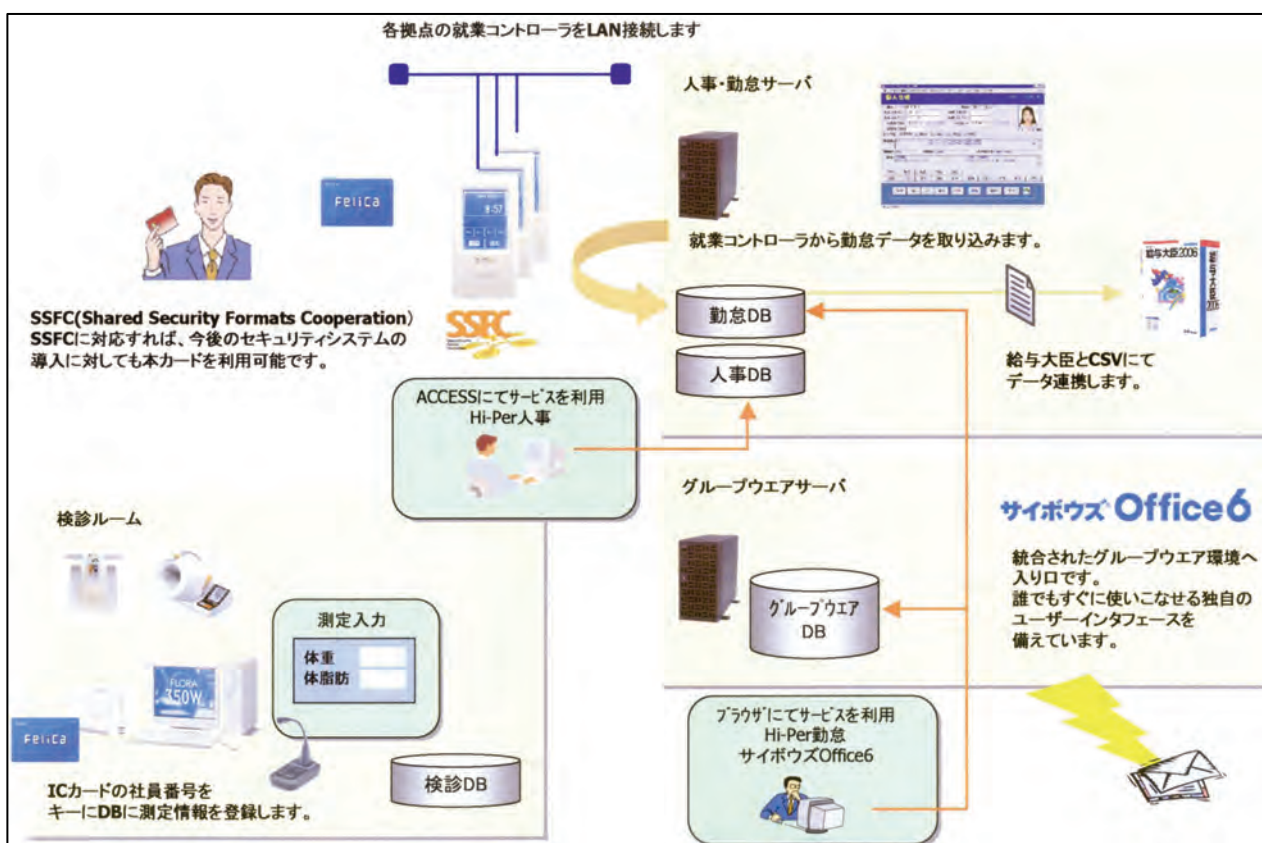 各拠点の就業コントローラをLAN接続します
人事・勤怠サーバ
FeliCa
9:57
就業コントローラから勤怠データを取り込みます。
給与大臣2006
SSFC(Shared Security Formats Cooperation)
SSFCに対応すれば、今後のセキュリティシステムの
導入に対しても本カードを利用可能です。
SSFC
勤怠DB
人事DB
給与大臣とCSVにて
データ連携します。
ACCESSにてサービスを利用
Hi-Per人事
検診ルーム
測定入力
体重
体脂肪
FLORA
350W
FeliCa
ICカードの社員番号を
キーにDBに測定情報を登録します。
検診DB
グループウエアサーバ
グループウエア
DB
サイボウズ Office6
統合されたグループウエア環境へ
入り口です。
誰でもすぐに使いこなせる独自の
ユーザーインタフェースを
備えています。
ブラウザにてサービスを利用
Hi-Per勤怠
サイボウズOffice6